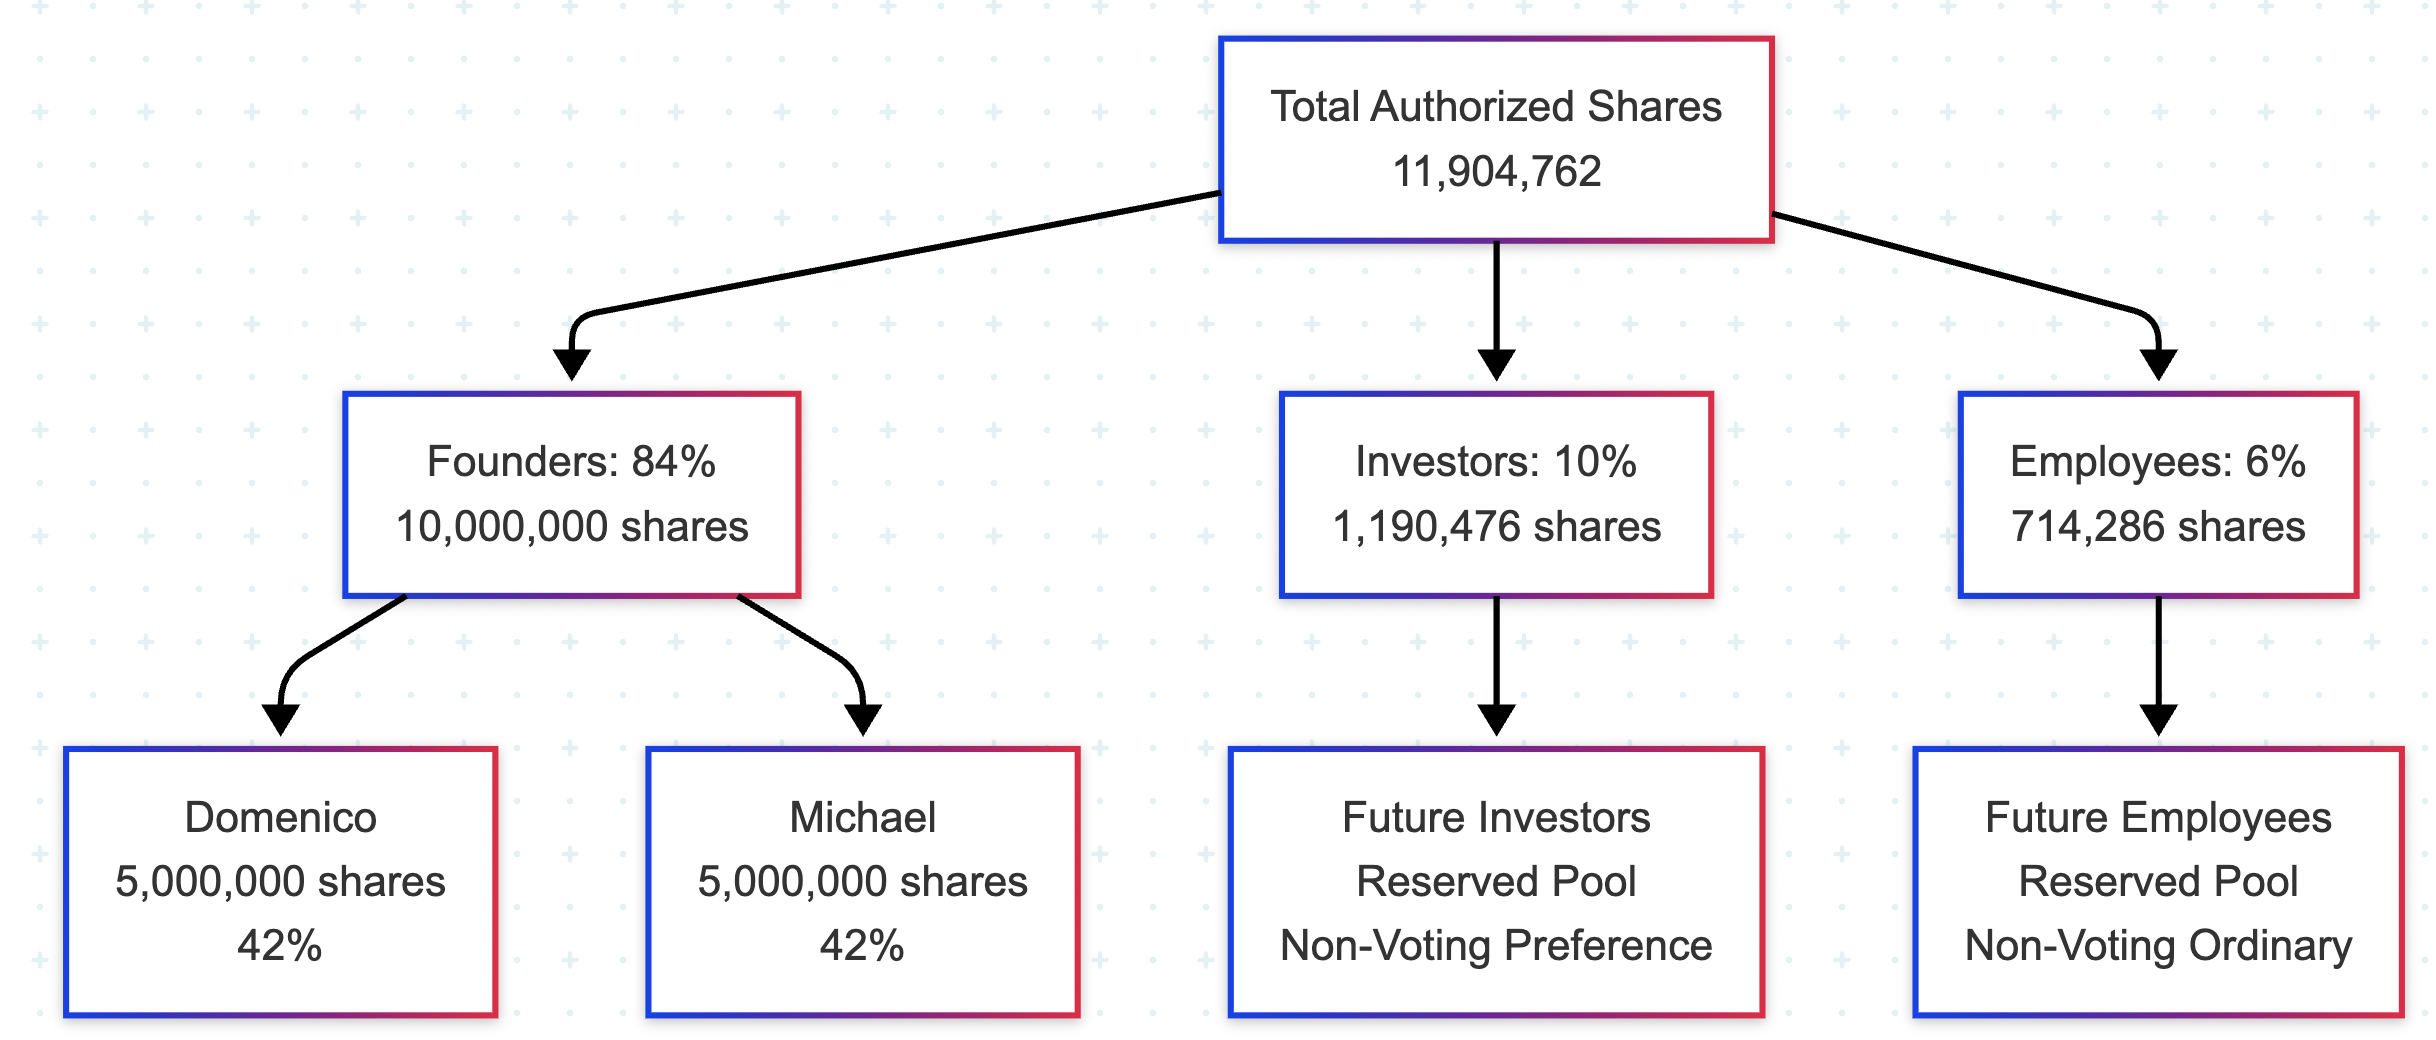 Total Authorized Shares
11,904,762
Founders: 84%
10,000,000 shares
Investors: 10%
1,190,476 shares
Employees: 6%
714,286 shares
Domenico
5,000,000 shares
42%
Michael
5,000,000 shares
42%
Future Investors
Reserved Pool
Non-Voting Preference
Future Employees
Reserved Pool
Non-Voting Ordinary